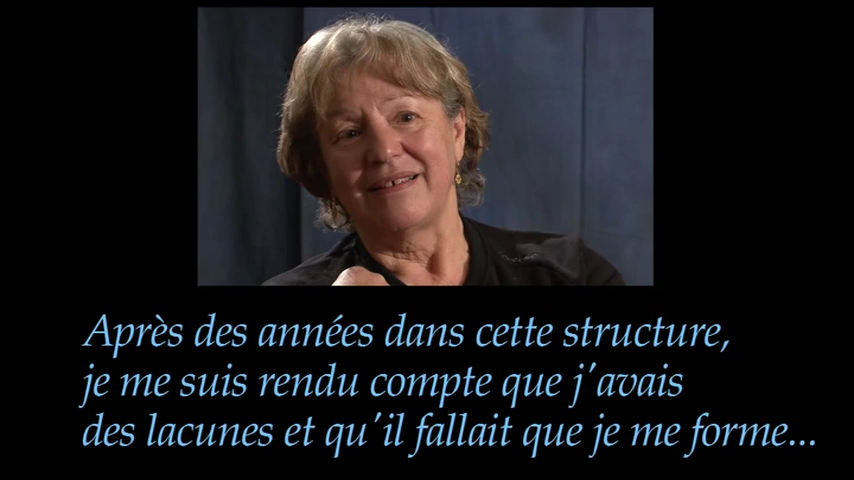 Après des années dans cette structure,
je me suis rendu compte que j'avais
des lacunes et qu'il fallait que je me forme...